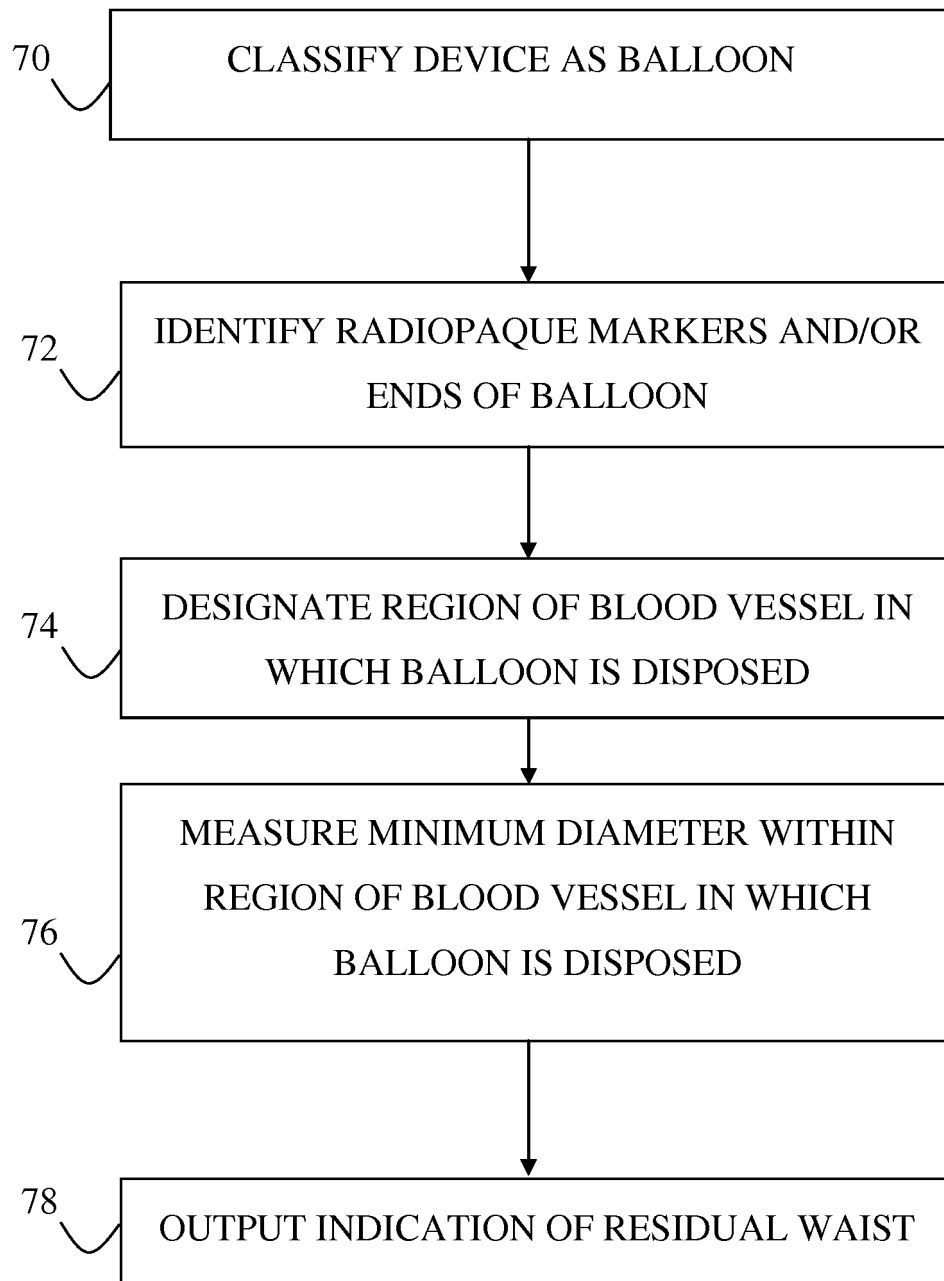 70
CLASSIFY DEVICE AS BALLOON
72
IDENTIFY RADIOPAQUE MARKERS AND/OR
ENDS OF BALLOON
74
DESIGNATE REGION OF BLOOD VESSEL IN
WHICH BALLOON IS DISPOSED
76
MEASURE MINIMUM DIAMETER WITHIN
REGION OF BLOOD VESSEL IN WHICH
BALLOON IS DISPOSED
78
OUTPUT INDICATION OF RESIDUAL WAIST